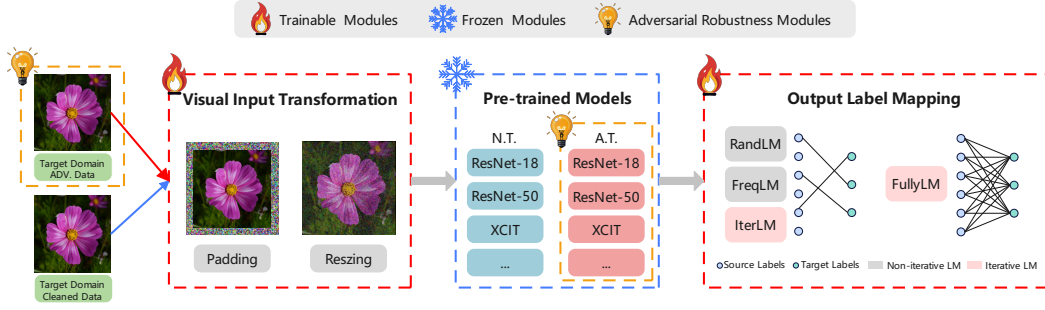 Trainable Modules
Frozen Modules
Adversarial Robustness Modules
Target Domain
ADV. Data
Target Domain
Cleaned Data
Visual Input Transformation
Padding
Reszing
Pre-trained Models
N.T.
A.T.
ResNet-18
ResNet-18
ResNet-50
ResNet-50
XCIT
XCIT
...
...
Output Label Mapping
RandLM
FreqLM
IterLM
FullyLM
Source Labels
Target Labels
Non-iterative LM
Iterative LM